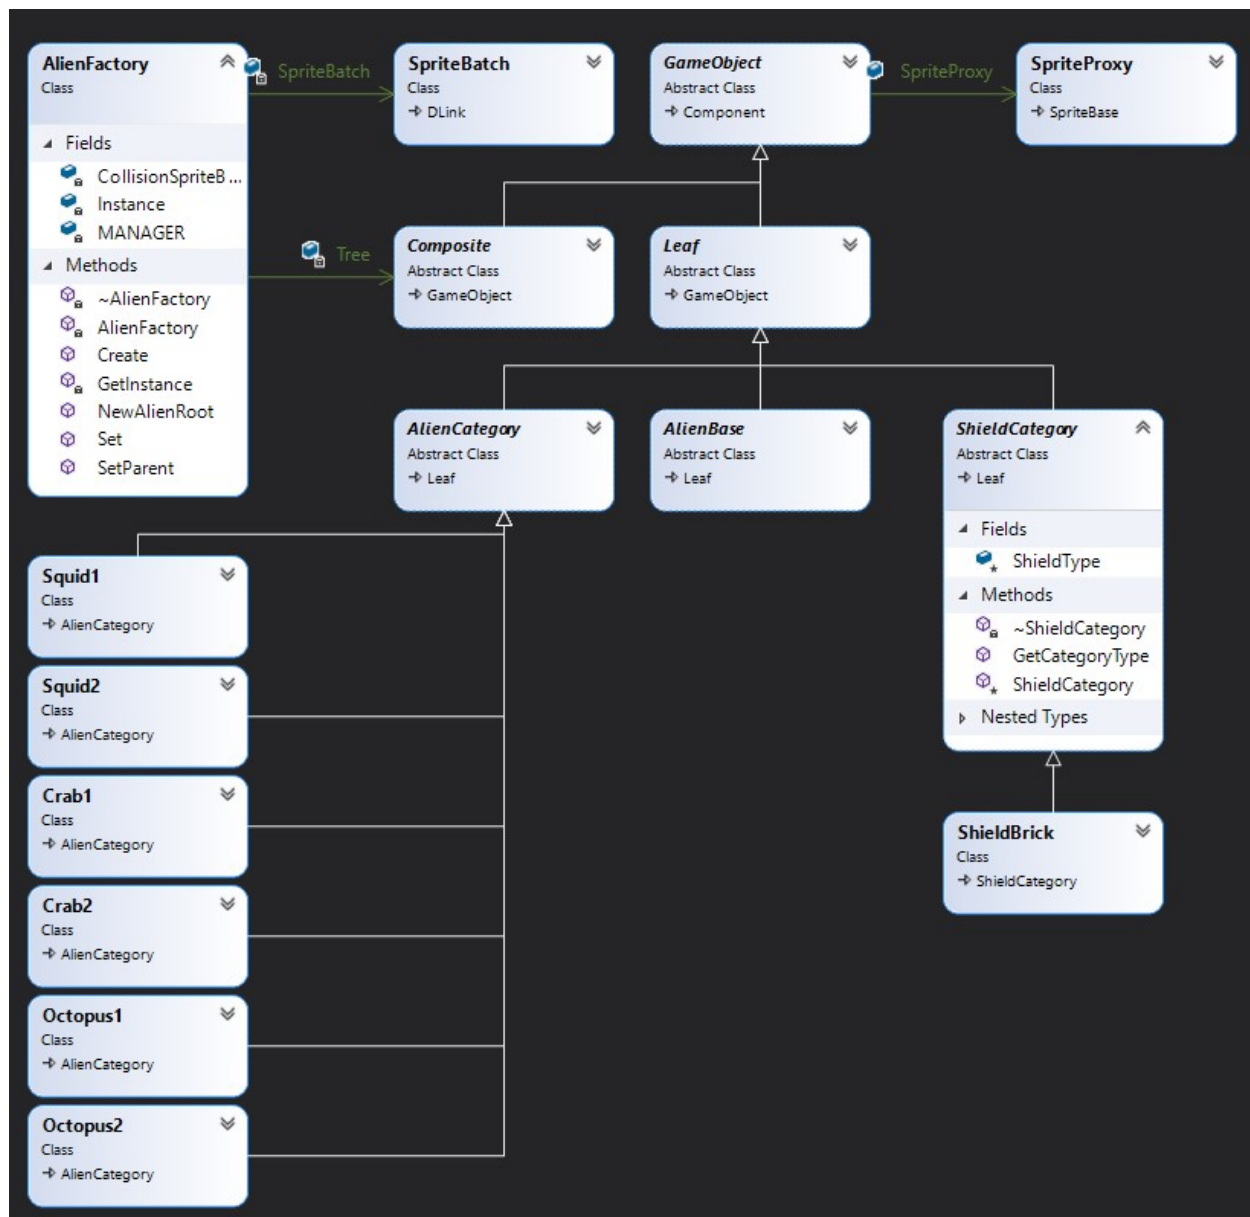 AlienFactory
Class
Fields
CollisionSpriteB...
Instance
MANAGER
Methods
~AlienFactory
AlienFactory
Create
GetInstance
NewAlienRoot
Set
SetParent
SpriteBatch
SpriteBatch
Class
DLink
GameObject
Abstract Class
Component
SpriteProxy
SpriteProxy
Class
SpriteBase
Tree
Composite
Abstract Class
GameObject
Leaf
Abstract Class
GameObject
AlienCategory
Abstract Class
Leaf
AlienBase
Abstract Class
Leaf
ShieldCategory
Abstract Class
Leaf
Fields
ShieldType
Methods
~ShieldCategory
GetCategoryType
ShieldCategory
Nested Types
Squid1
Class
AlienCategory
Squid2
Class
AlienCategory
Crab1
Class
AlienCategory
Crab2
Class
AlienCategory
Octopus1
Class
AlienCategory
Octopus2
Class
AlienCategory
ShieldBrick
Class
ShieldCategory